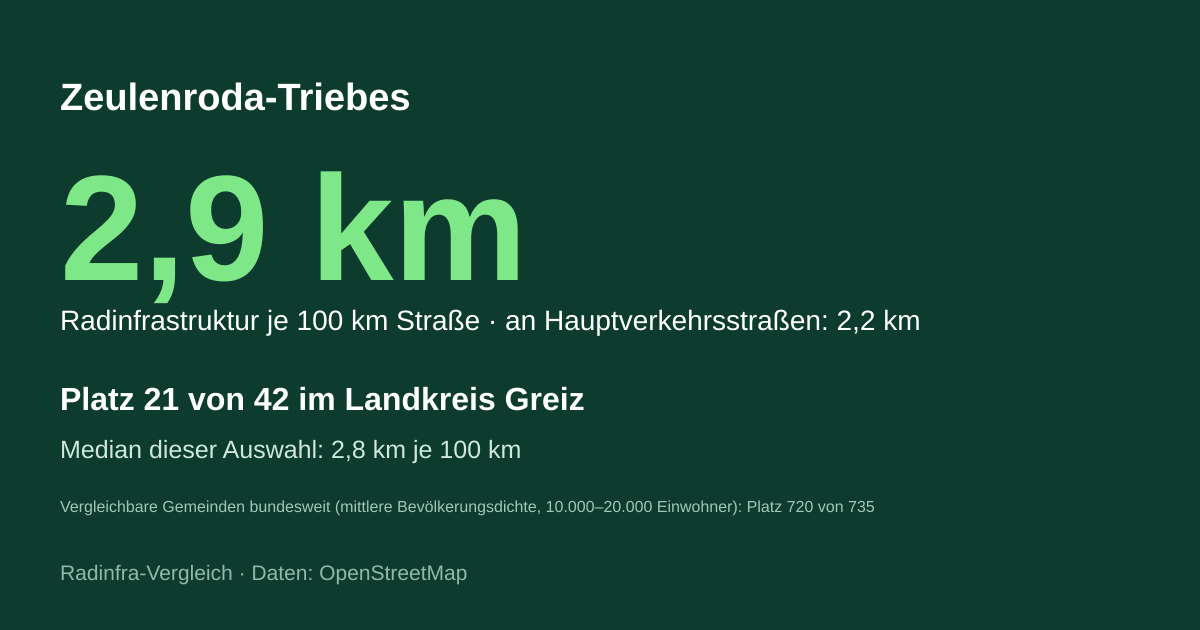 Zeulenroda-Triebes
2,9 km
Radinfrastruktur je 100 km Straße · an Hauptverkehrsstraßen: 2,2 km
Platz 21 von 42 im Landkreis Greiz
Median dieser Auswahl: 2,8 km je 100 km
Vergleichbare Gemeinden bundesweit (mittlere Bevölkerungsdichte, 10.000–20.000 Einwohner): Platz 720 von 735
Radinfra-Vergleich · Daten: OpenStreetMap